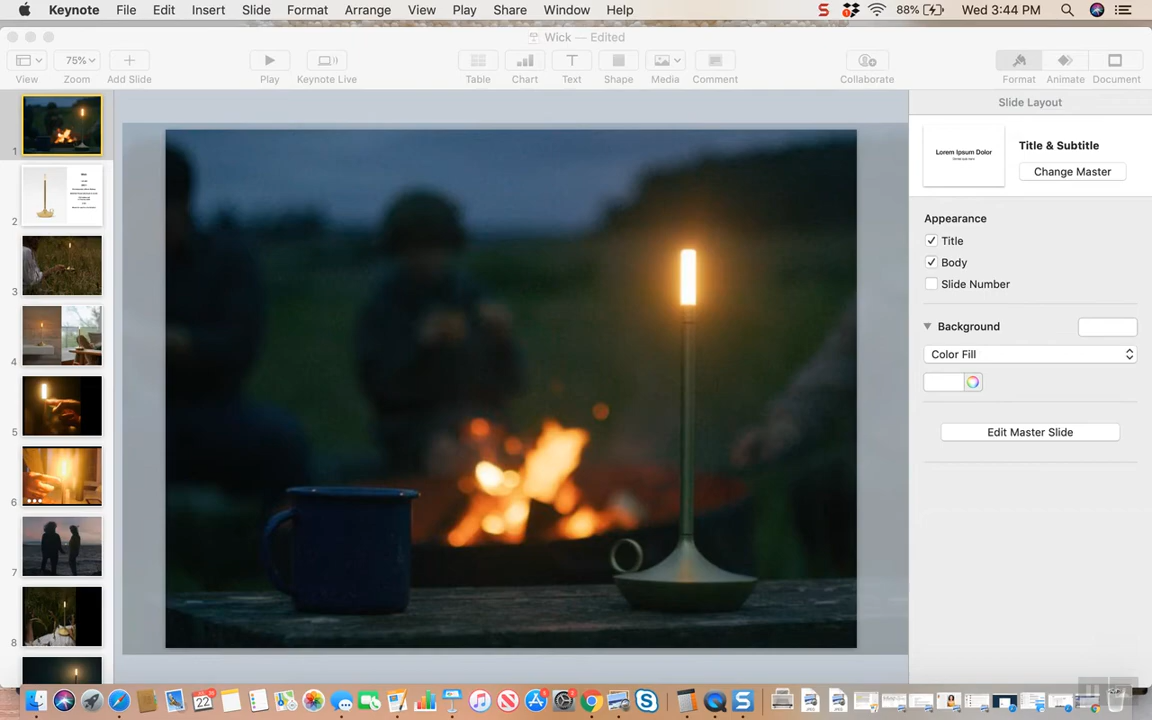 Keynote File Edit Insert Slide Format Arrange View Play Share Window Help 88% Wed 3:44 PM
Wick — Edited
75%
View Zoom Add Slide Play Keynote Live Table Chart Text Shape Media Comment Collaborate Format Animate Document
Slide Layout
Lorem Ipsum Dolor
Title & Subtitle
Change Master
Appearance
Title
Body
Slide Number
Background
Color Fill
Edit Master Slide
1
2
3
4
5
6
7
8
22